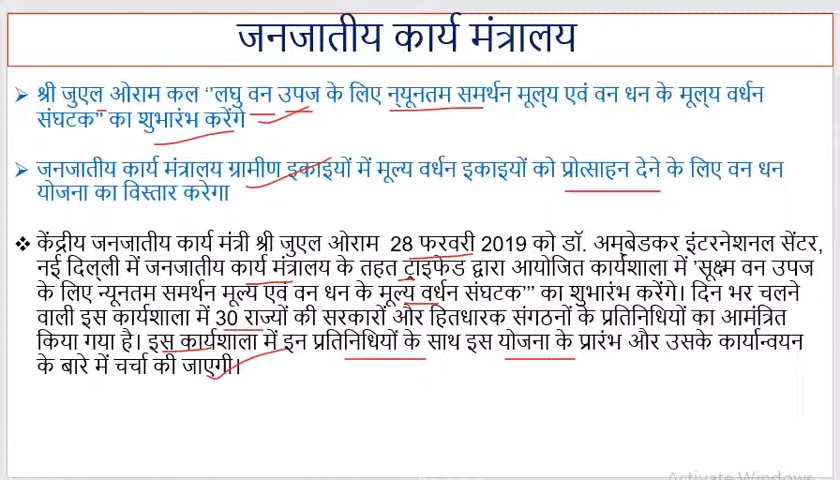 जनजातीय कार्य मंत्रालय
➢ श्री जुएल ओराम कल ‘'लघु वन उपज के लिए न्‍यूनतम समर्थन मूल्‍य एवं वन धन के मूल्‍य वर्धन
संघटक” का शुभारंभ करेंगे
➢ जनजातीय कार्य मंत्रालय ग्रामीण इकाइयों में मूल्य वर्धन इकाइयों को प्रोत्साहन देने के लिए वन धन
योजना का विस्तार करेगा
❖ केंद्रीय जनजातीय कार्य मंत्री श्री जुएल ओराम 28 फरवरी 2019 को डॉ. अम्‍बेडकर इंटरनेशनल सेंटर,
नई दिल्‍ली में जनजातीय कार्य मंत्रालय के तहत ट्राइफेड द्वारा आयोजित कार्यशाला में 'सूक्ष्म वन उपज
के लिए न्यूनतम समर्थन मूल्य एवं वन धन के मूल्य वर्धन संघटक'” का शुभारंभ करेंगे। दिन भर चलने
वाली इस कार्यशाला में 30 राज्यों की सरकारों और हितधारक संगठनों के प्रतिनिधियों का आमंत्रित
किया गया है। इस कार्यशाला में इन प्रतिनिधियों के साथ इस योजना के प्रारंभ और उसके कार्यान्वयन
के बारे में चर्चा की जाएगी।
Activate Windows